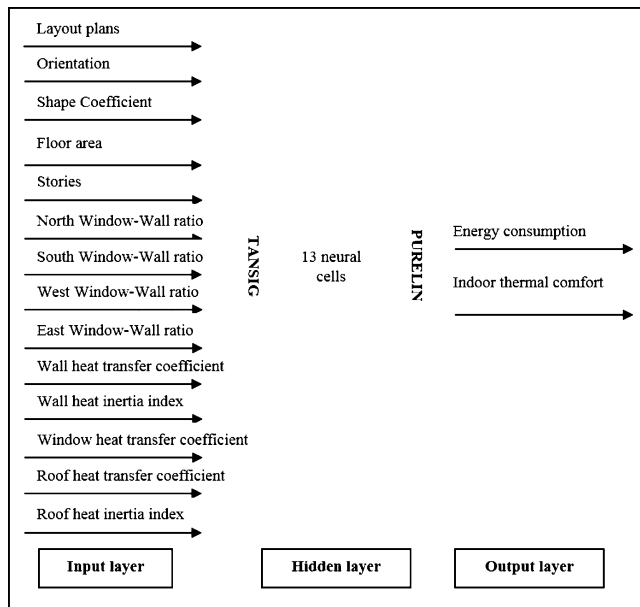 Layout plans
Orientation
Shape Coefficient
Floor area
Stories
North Window-Wall ratio
South Window-Wall ratio
West Window-Wall ratio
East Window-Wall ratio
Wall heat transfer coefficient
Wall heat inertia index
Window heat transfer coefficient
Roof heat transfer coefficient
Roof heat inertia index
TANSIG
13 neural
cells
PURELIN
Energy consumption
Indoor thermal comfort
Input layer
Hidden layer
Output layer